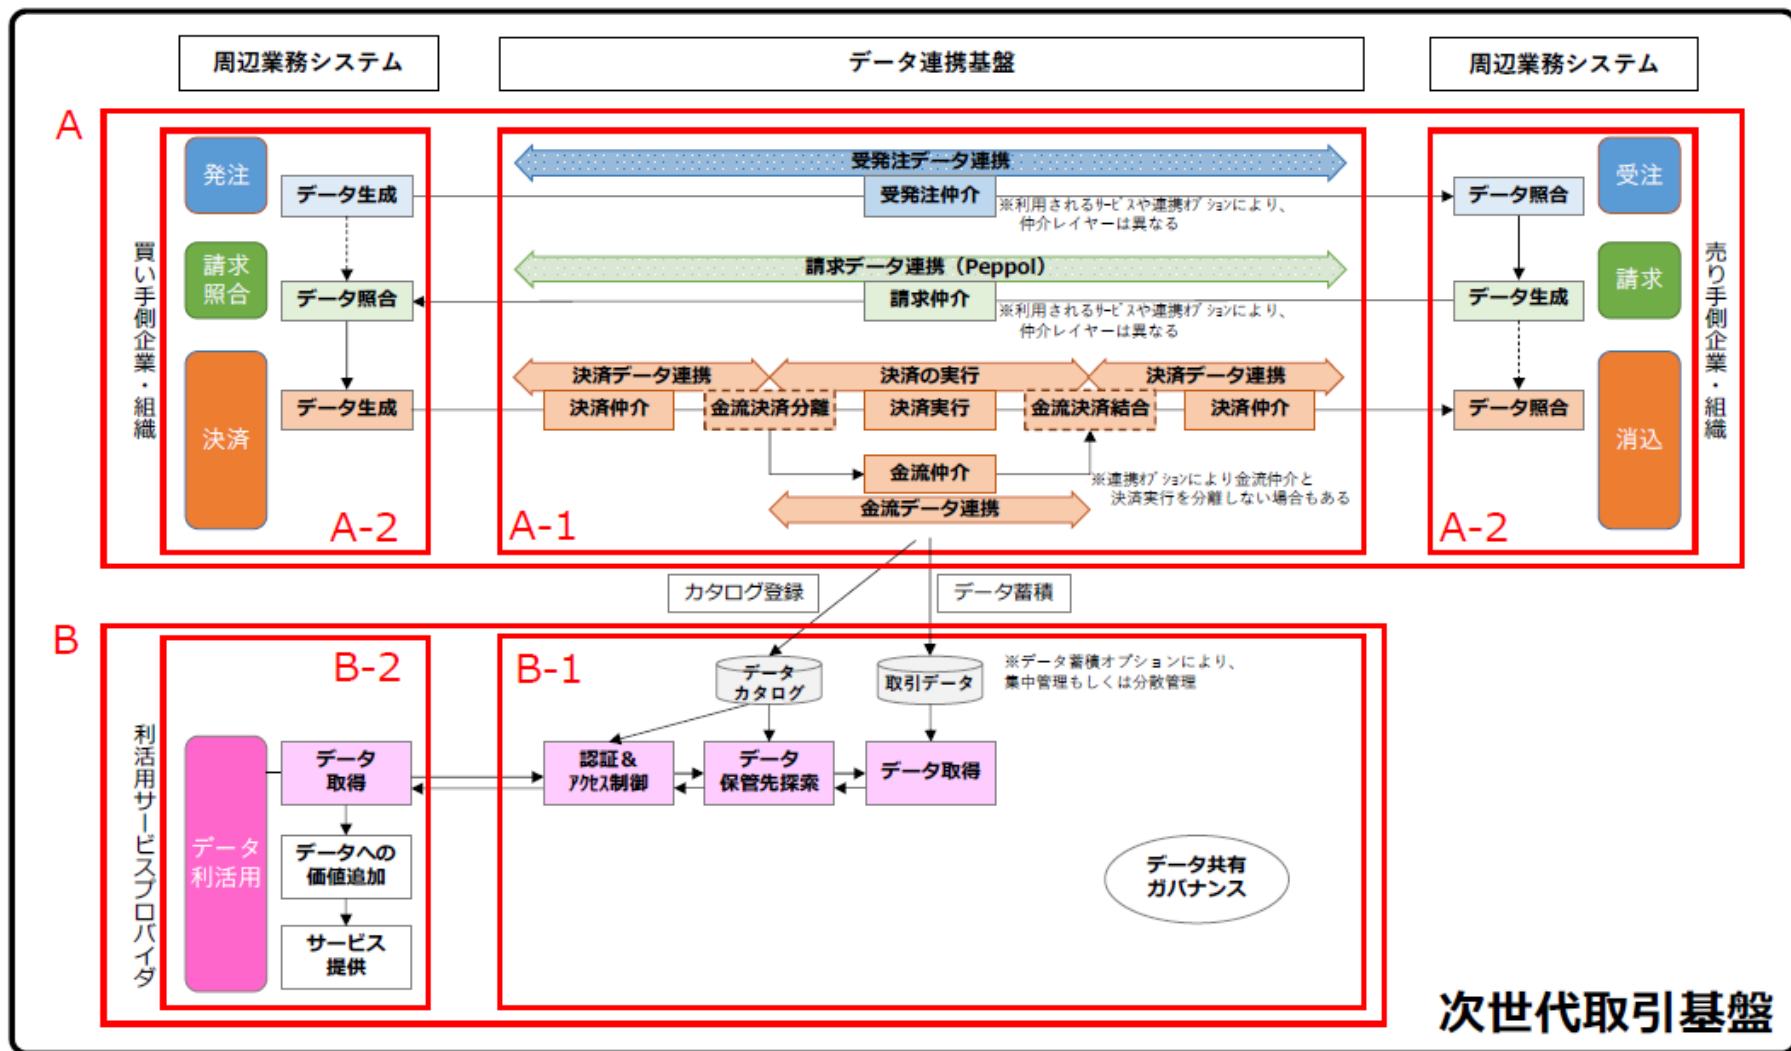 周辺業務システム
データ連携基盤
周辺業務システム
A
発注
データ生成
受発注データ連携
受発注仲介
※利用されるｻｰﾋﾞｽや連携ｵﾌﾟｼｮﾝにより、
仲介レイヤーは異なる
データ照合
受注
買い手側企業・組織
請求
照合
データ照合
請求データ連携（Peppol）
請求仲介
※利用されるｻｰﾋﾞｽや連携ｵﾌﾟｼｮﾝにより、
仲介レイヤーは異なる
データ生成
請求
売り手側企業・組織
決済
データ生成
決済データ連携
決済の実行
決済データ連携
決済仲介
金流決済分離
決済実行
金流決済結合
決済仲介
データ照合
消込
金流仲介
※連携ｵﾌﾟｼｮﾝにより金流仲介と
決済実行を分離しない場合もある
金流データ連携
A-2
A-1
A-2
カタログ登録
データ蓄積
B
B-2
B-1
データ
カタログ
取引データ
※データ蓄積オプションにより、
集中管理もしくは分散管理
利活用サービスプロバイダ
データ
利活用
データ
取得
認証＆
ｱｸｾｽ制御
データ
保管先探索
データ取得
データへの
価値追加
データ共有
ガバナンス
サービス
提供
次世代取引基盤